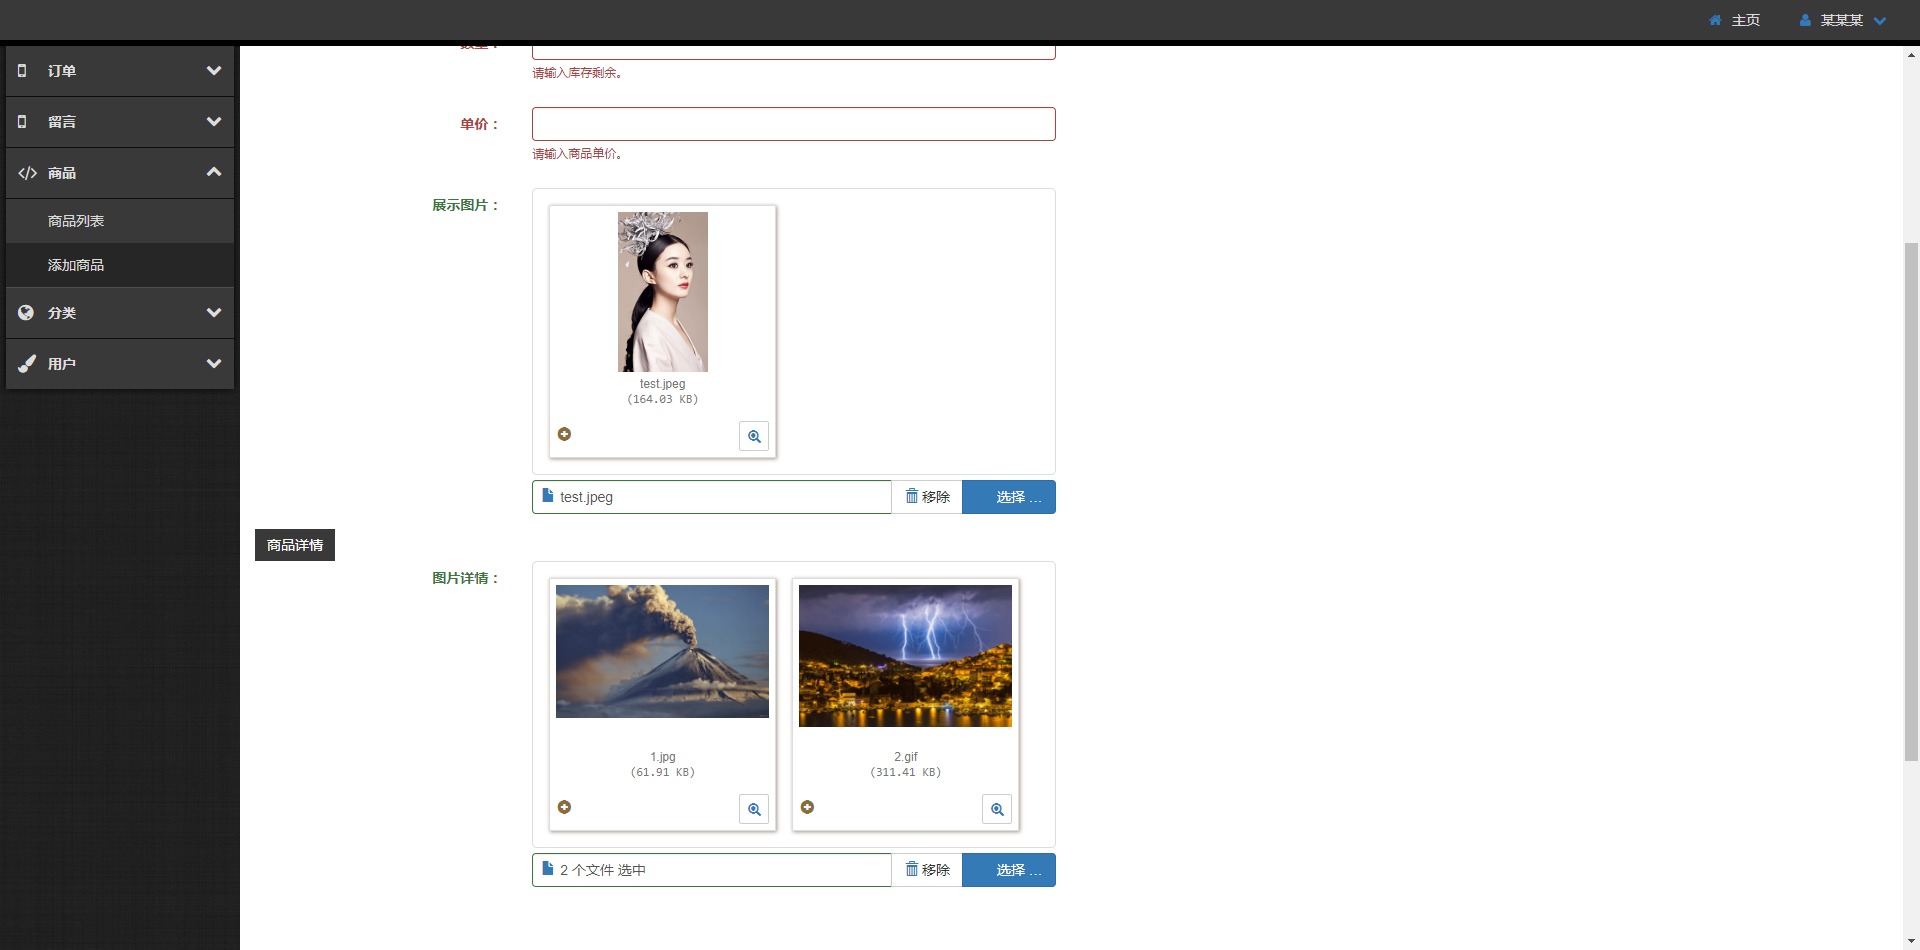 主页
某某某
订单
留言
商品
商品列表
添加商品
分类
用户
数量：
请输入库存剩余。
单价：
请输入商品单价。
展示图片：
test.jpeg
(164.03 KB)
test.jpeg
移除
选择 ...
商品详情
图片详情：
1.jpg
(61.91 KB)
2.gif
(311.41 KB)
2 个文件 选中
移除
选择 ...